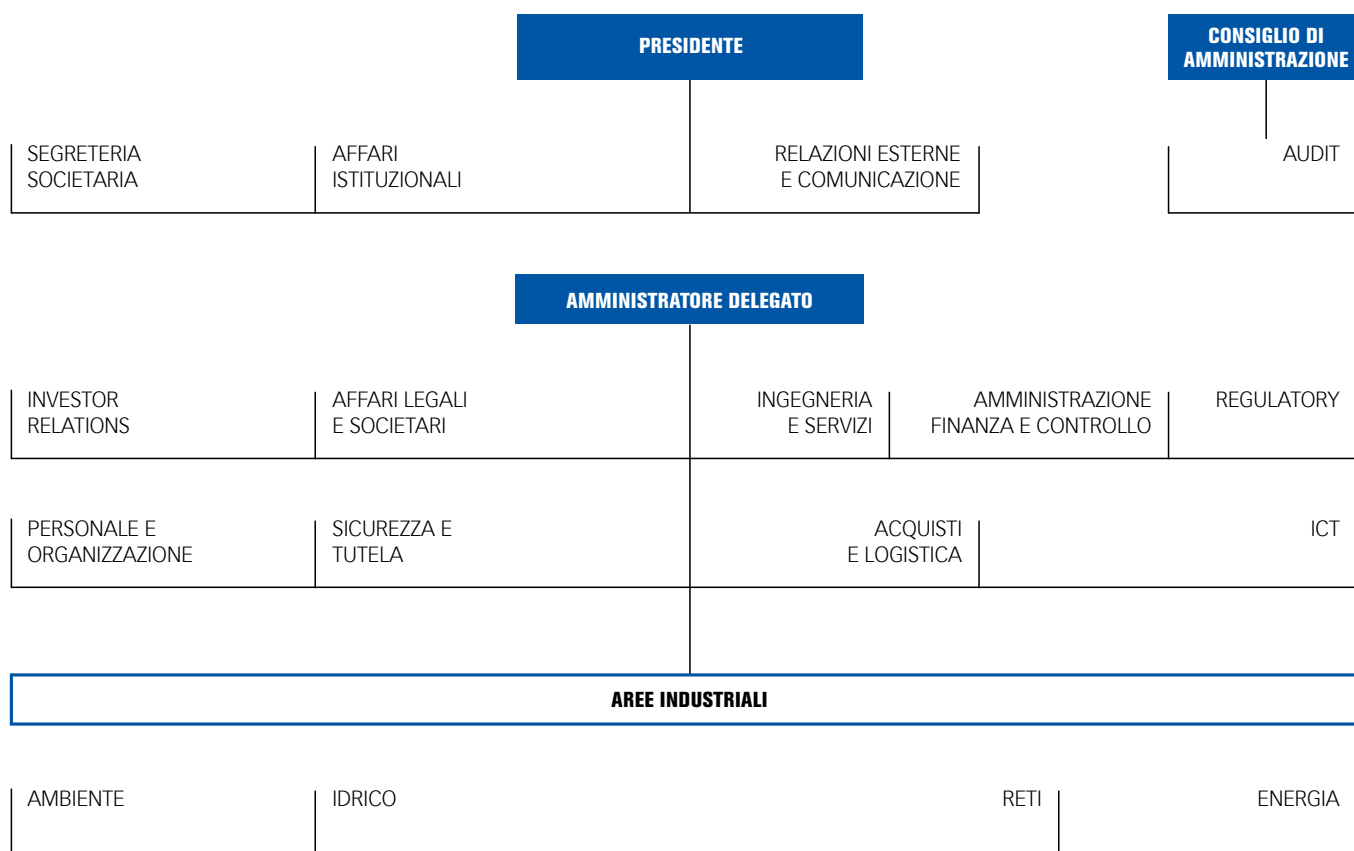 PRESIDENTE
CONSIGLIO DI
AMMINISTRAZIONE
SEGRETERIA
SOCIETARIA
AFFARI
ISTITUZIONALI
RELAZIONI ESTERNE
E COMUNICAZIONE
AUDIT
AMMINISTRATORE DELEGATO
INVESTOR
RELATIONS
AFFARI LEGALI
E SOCIETARI
INGEGNERIA
E SERVIZI
AMMINISTRAZIONE
FINANZA E CONTROLLO
REGULATORY
PERSONALE E
ORGANIZZAZIONE
SICUREZZA E
TUTELA
ACQUISTI
E LOGISTICA
ICT
AREE INDUSTRIALI
AMBIENTE
IDRICO
RETI
ENERGIA